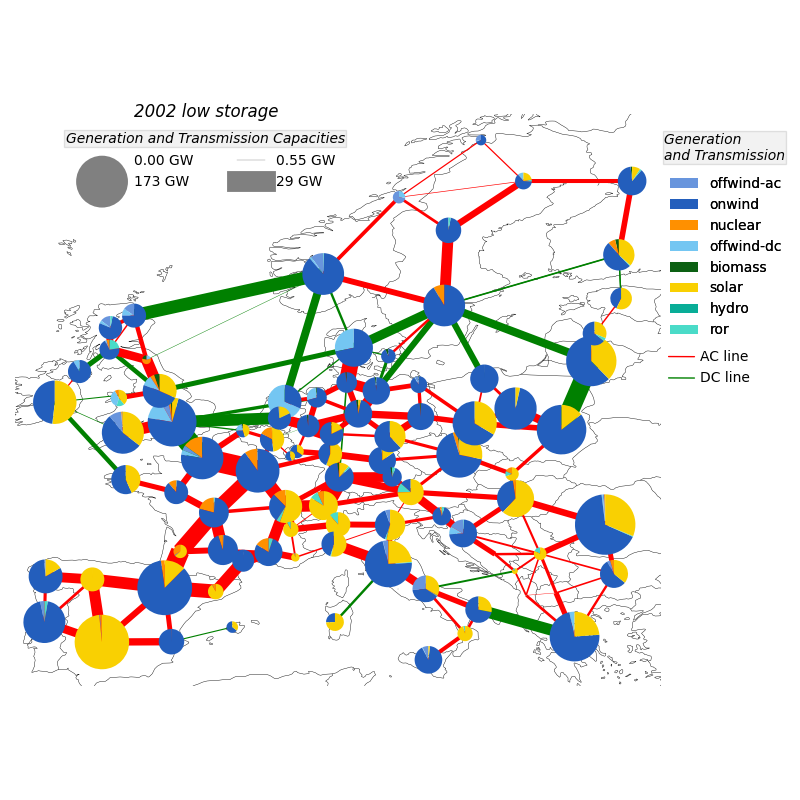 2002 low storage
Generation and Transmission Capacities
0.00 GW
0.55 GW
173 GW
29 GW
Generation
and Transmission
offwind-ac
onwind
nuclear
offwind-dc
biomass
solar
hydro
ror
AC line
DC line